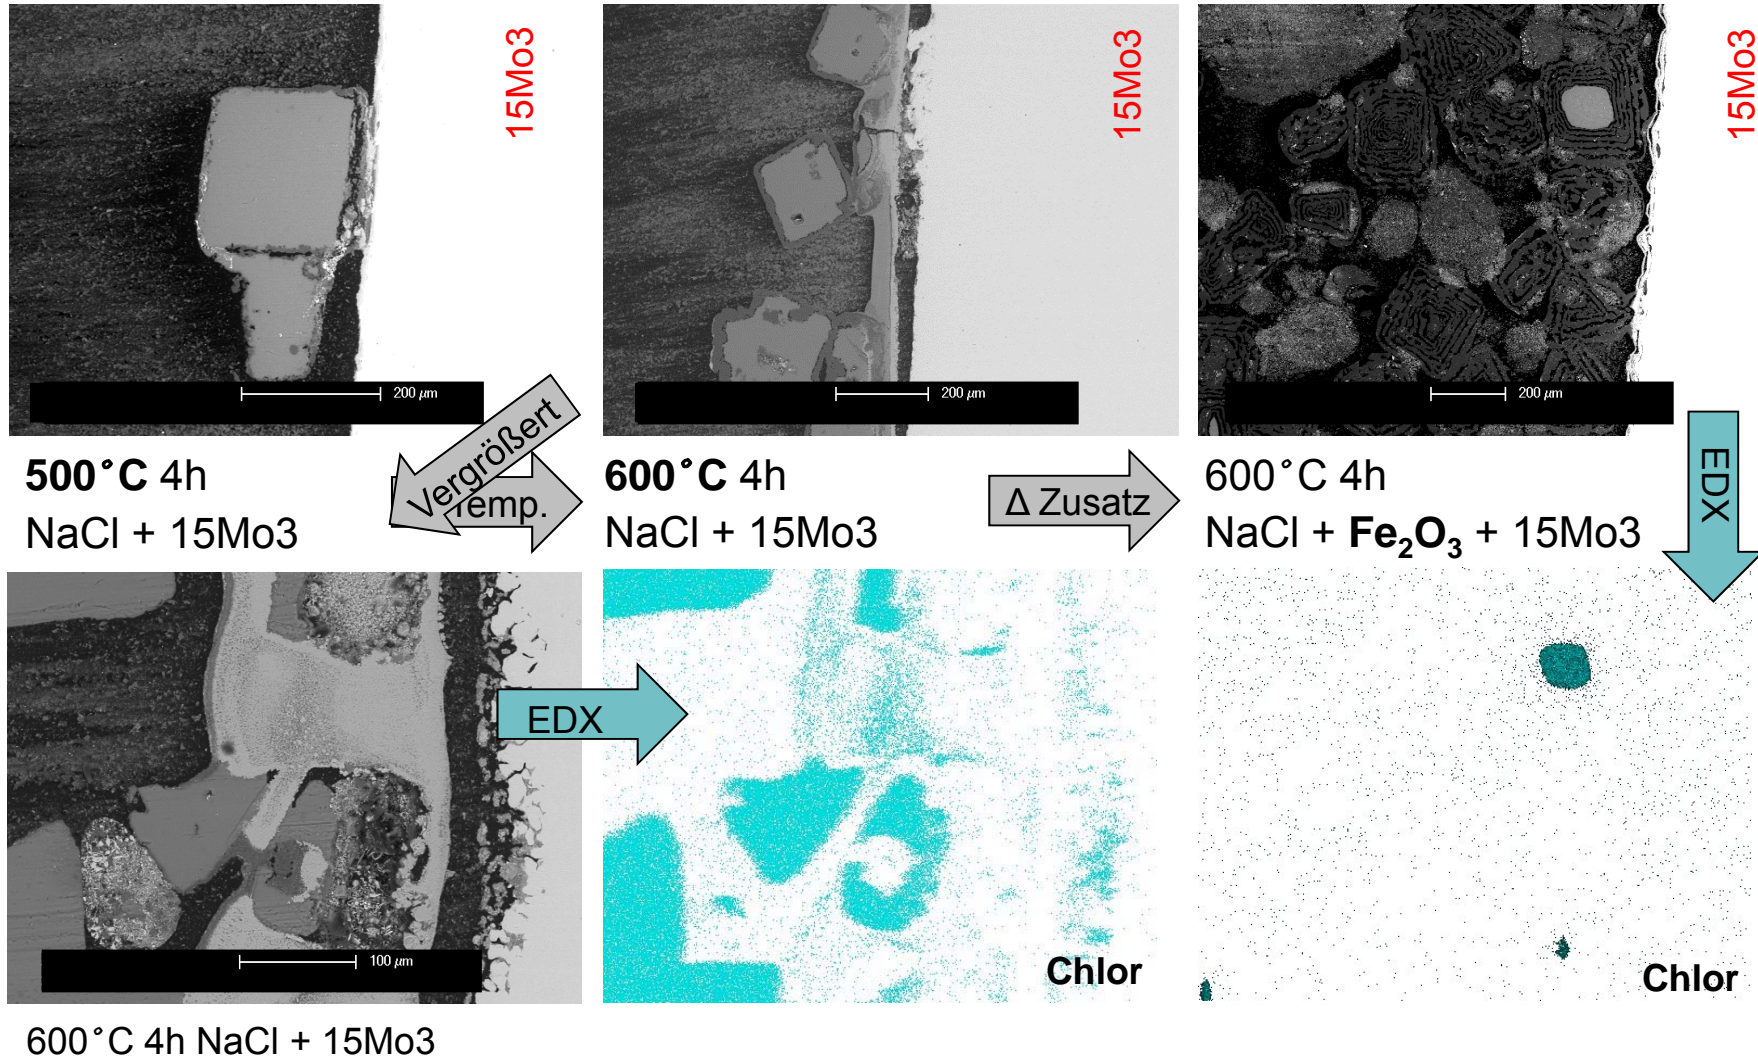 15Mo3
15Mo3
15Mo3
200 µm
200 µm
200 µm
Vergrößert
Temp.
Δ Zusatz
EDX
500°C 4h
NaCl + 15Mo3
600°C 4h
NaCl + 15Mo3
600°C 4h
NaCl + Fe₂O₃ + 15Mo3
EDX
100 µm
Chlor
Chlor
600°C 4h NaCl + 15Mo3